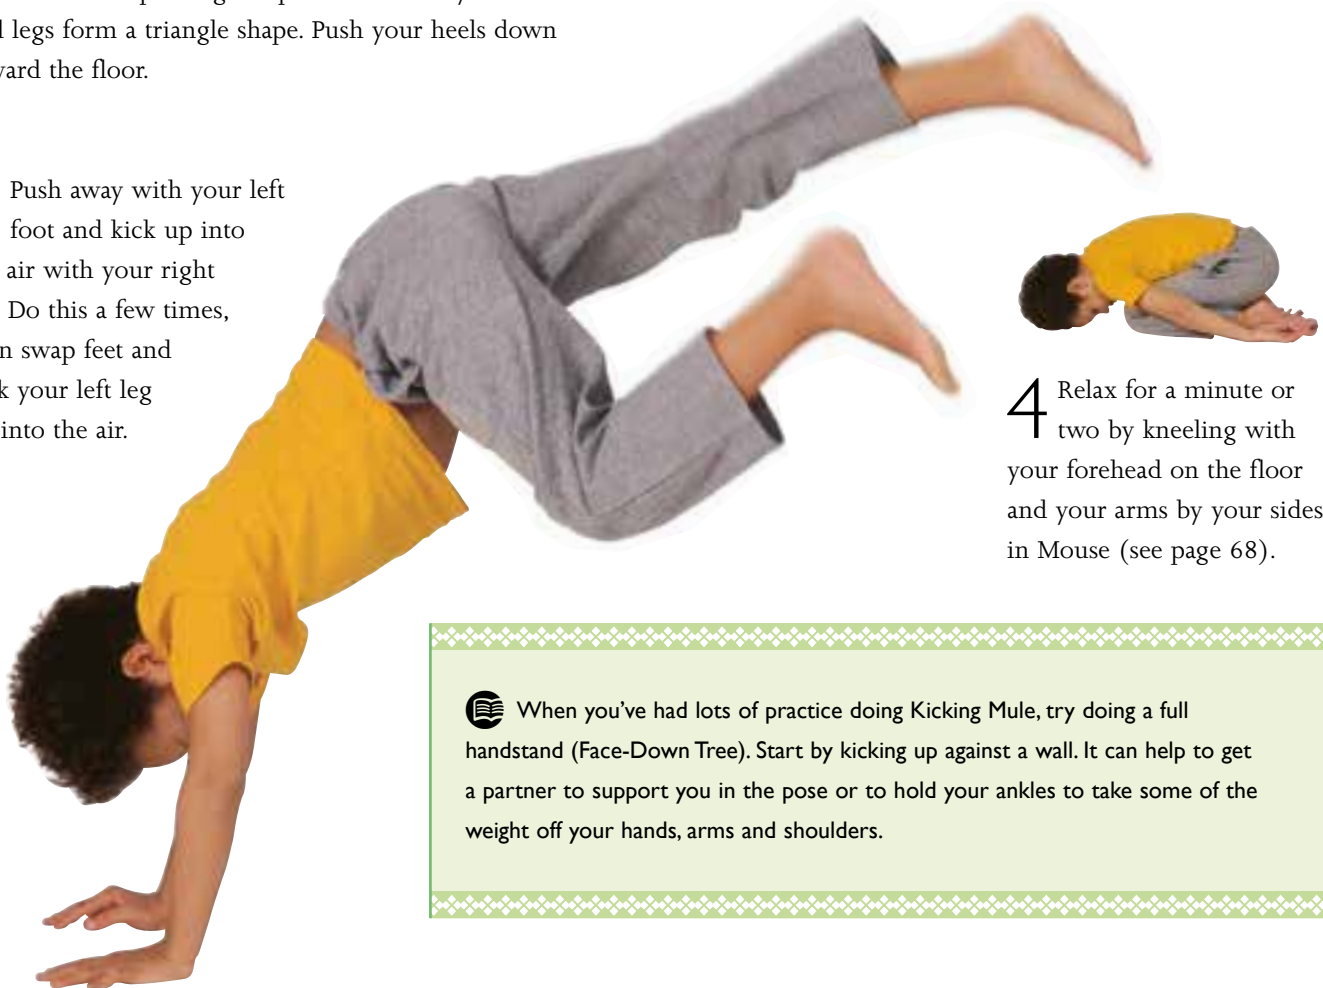 legs form a triangle shape. Push your heels down
ward the floor.
Push away with your left
foot and kick up into
air with your right
Do this a few times,
n swap feet and
k your left leg
into the air.
4 Relax for a minute or
two by kneeling with
your forehead on the floor
and your arms by your sides
in Mouse (see page 68).
When you've had lots of practice doing Kicking Mule, try doing a full
handstand (Face-Down Tree). Start by kicking up against a wall. It can help to get
a partner to support you in the pose or to hold your ankles to take some of the
weight off your hands, arms and shoulders.